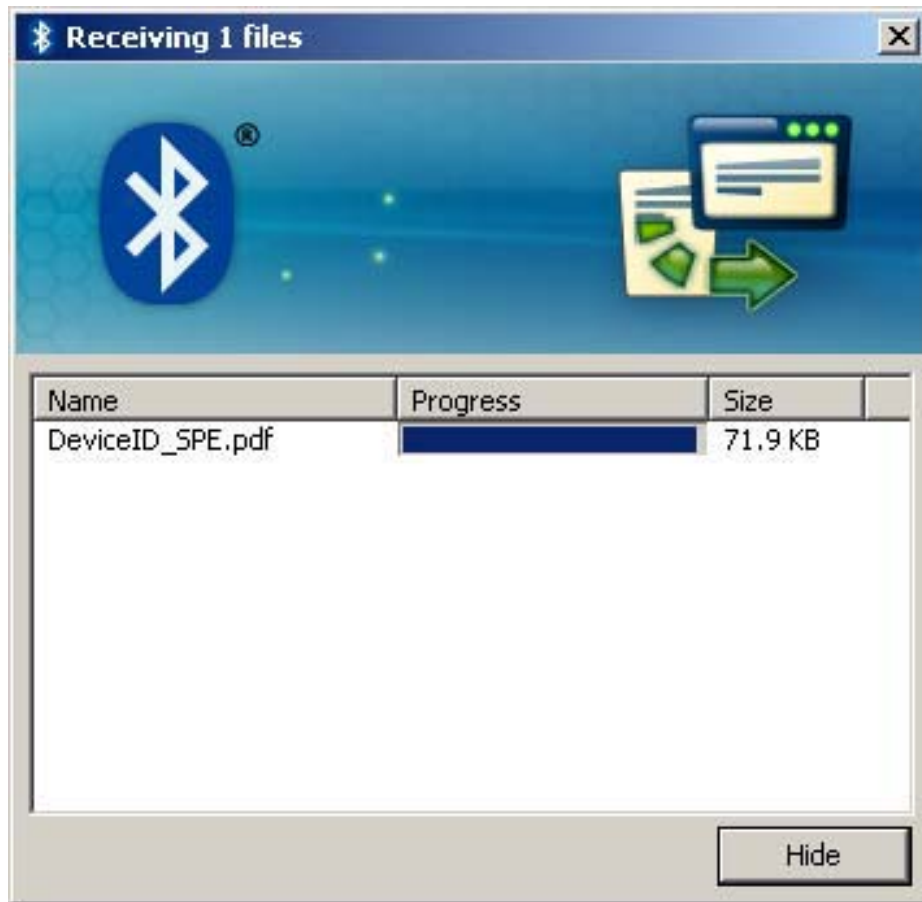 Receiving 1 files
®
Name Progress Size
DeviceID_SPE.pdf 71.9 KB
Hide